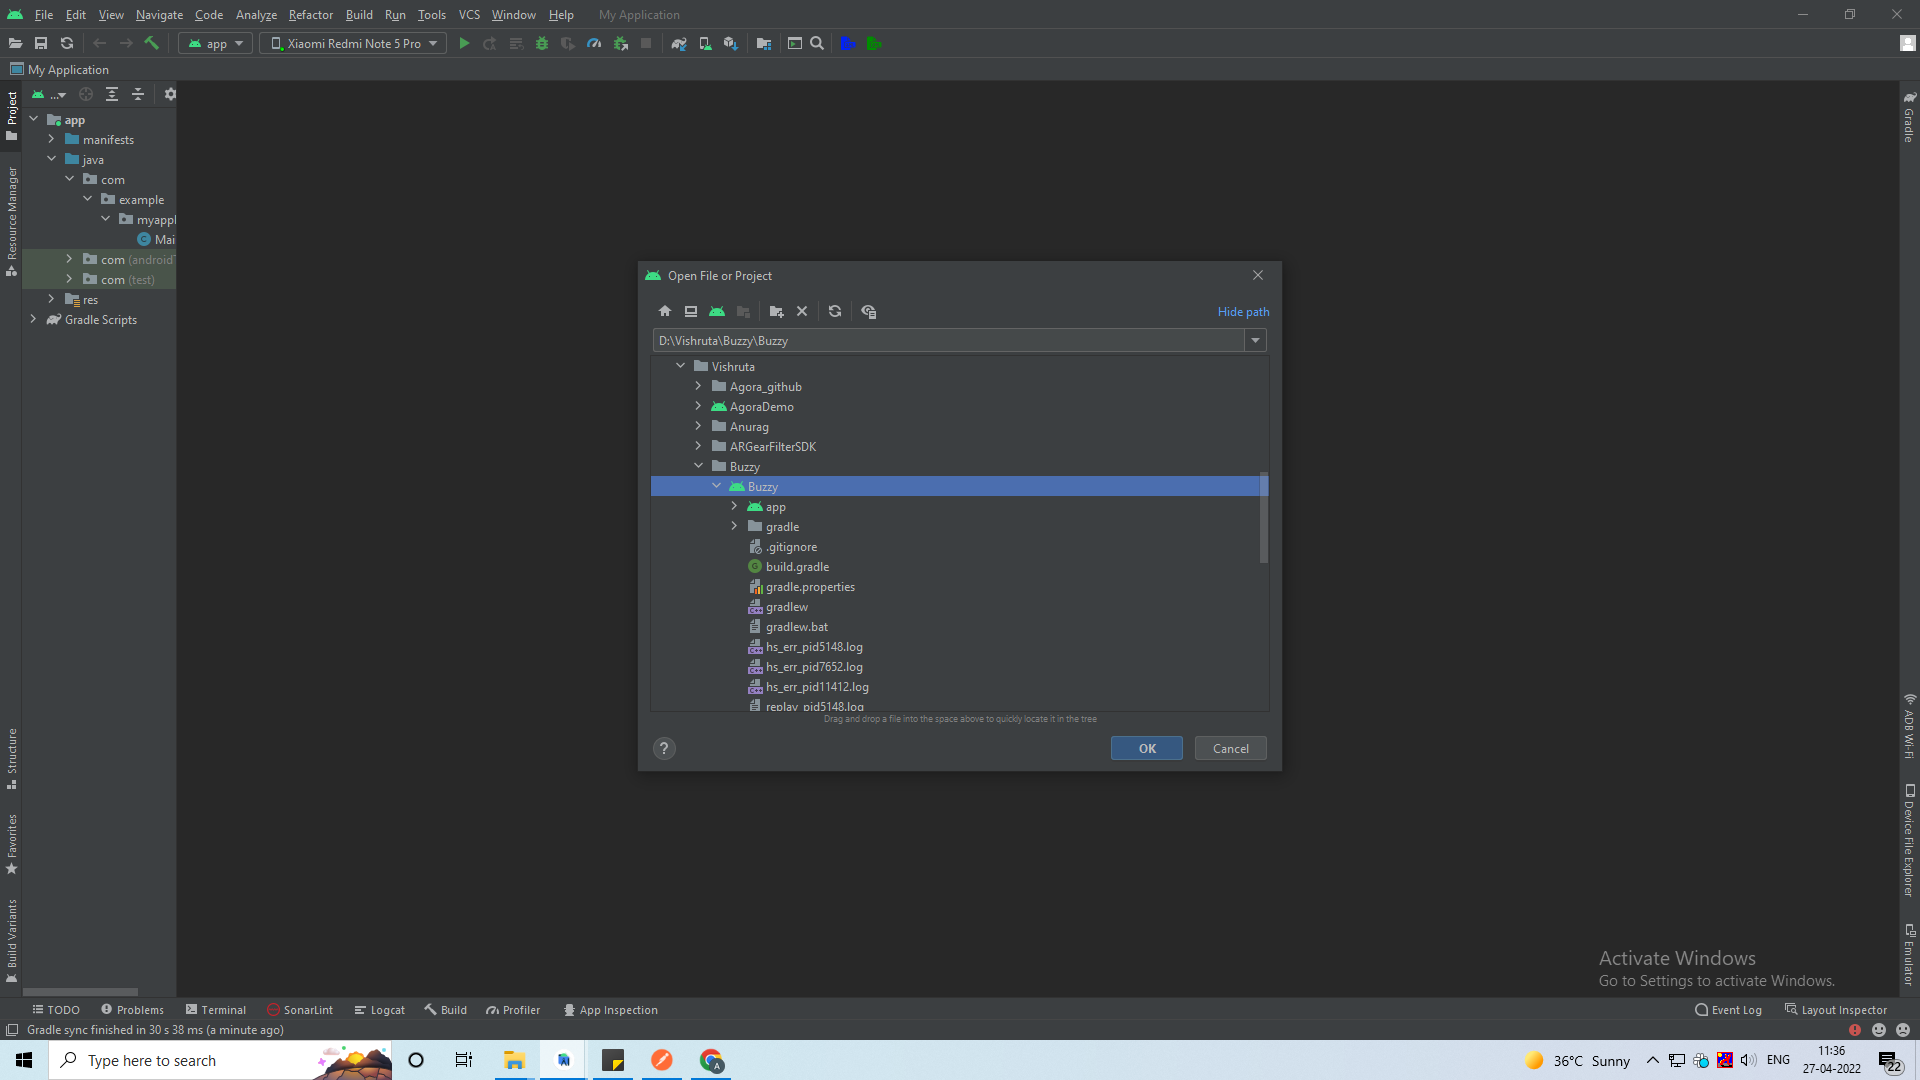 File Edit View Navigate Code Analyze Refactor Build Run Tools VCS Window Help My Application
app Xiaomi Redmi Note 5 Pro
My Application
Project
...
app
manifests
java
com
example
myappl
Mai
com (androidT
com (test)
res
Gradle Scripts
Resource Manager
Structure
Favorites
Build Variants
Gradle
ADB Wi-Fi
Device File Explorer
Emulator
Open File or Project
Hide path
D:\Vishruta\Buzzy\Buzzy
Vishruta
Agora_github
AgoraDemo
Anurag
ARGearFilterSDK
Buzzy
Buzzy
app
gradle
.gitignore
build.gradle
gradle.properties
gradlew
gradlew.bat
hs_err_pid5148.log
hs_err_pid7652.log
hs_err_pid11412.log
replay_pid5148.log
Drag and drop a file into the space above to quickly locate it in the tree
? OK Cancel
Activate Windows
Go to Settings to activate Windows.
TODO Problems Terminal SonarLint Logcat Build Profiler App Inspection Event Log Layout Inspector
Gradle sync finished in 30 s 38 ms (a minute ago)
Type here to search 36°C Sunny ENG 11:36
27-04-2022 22